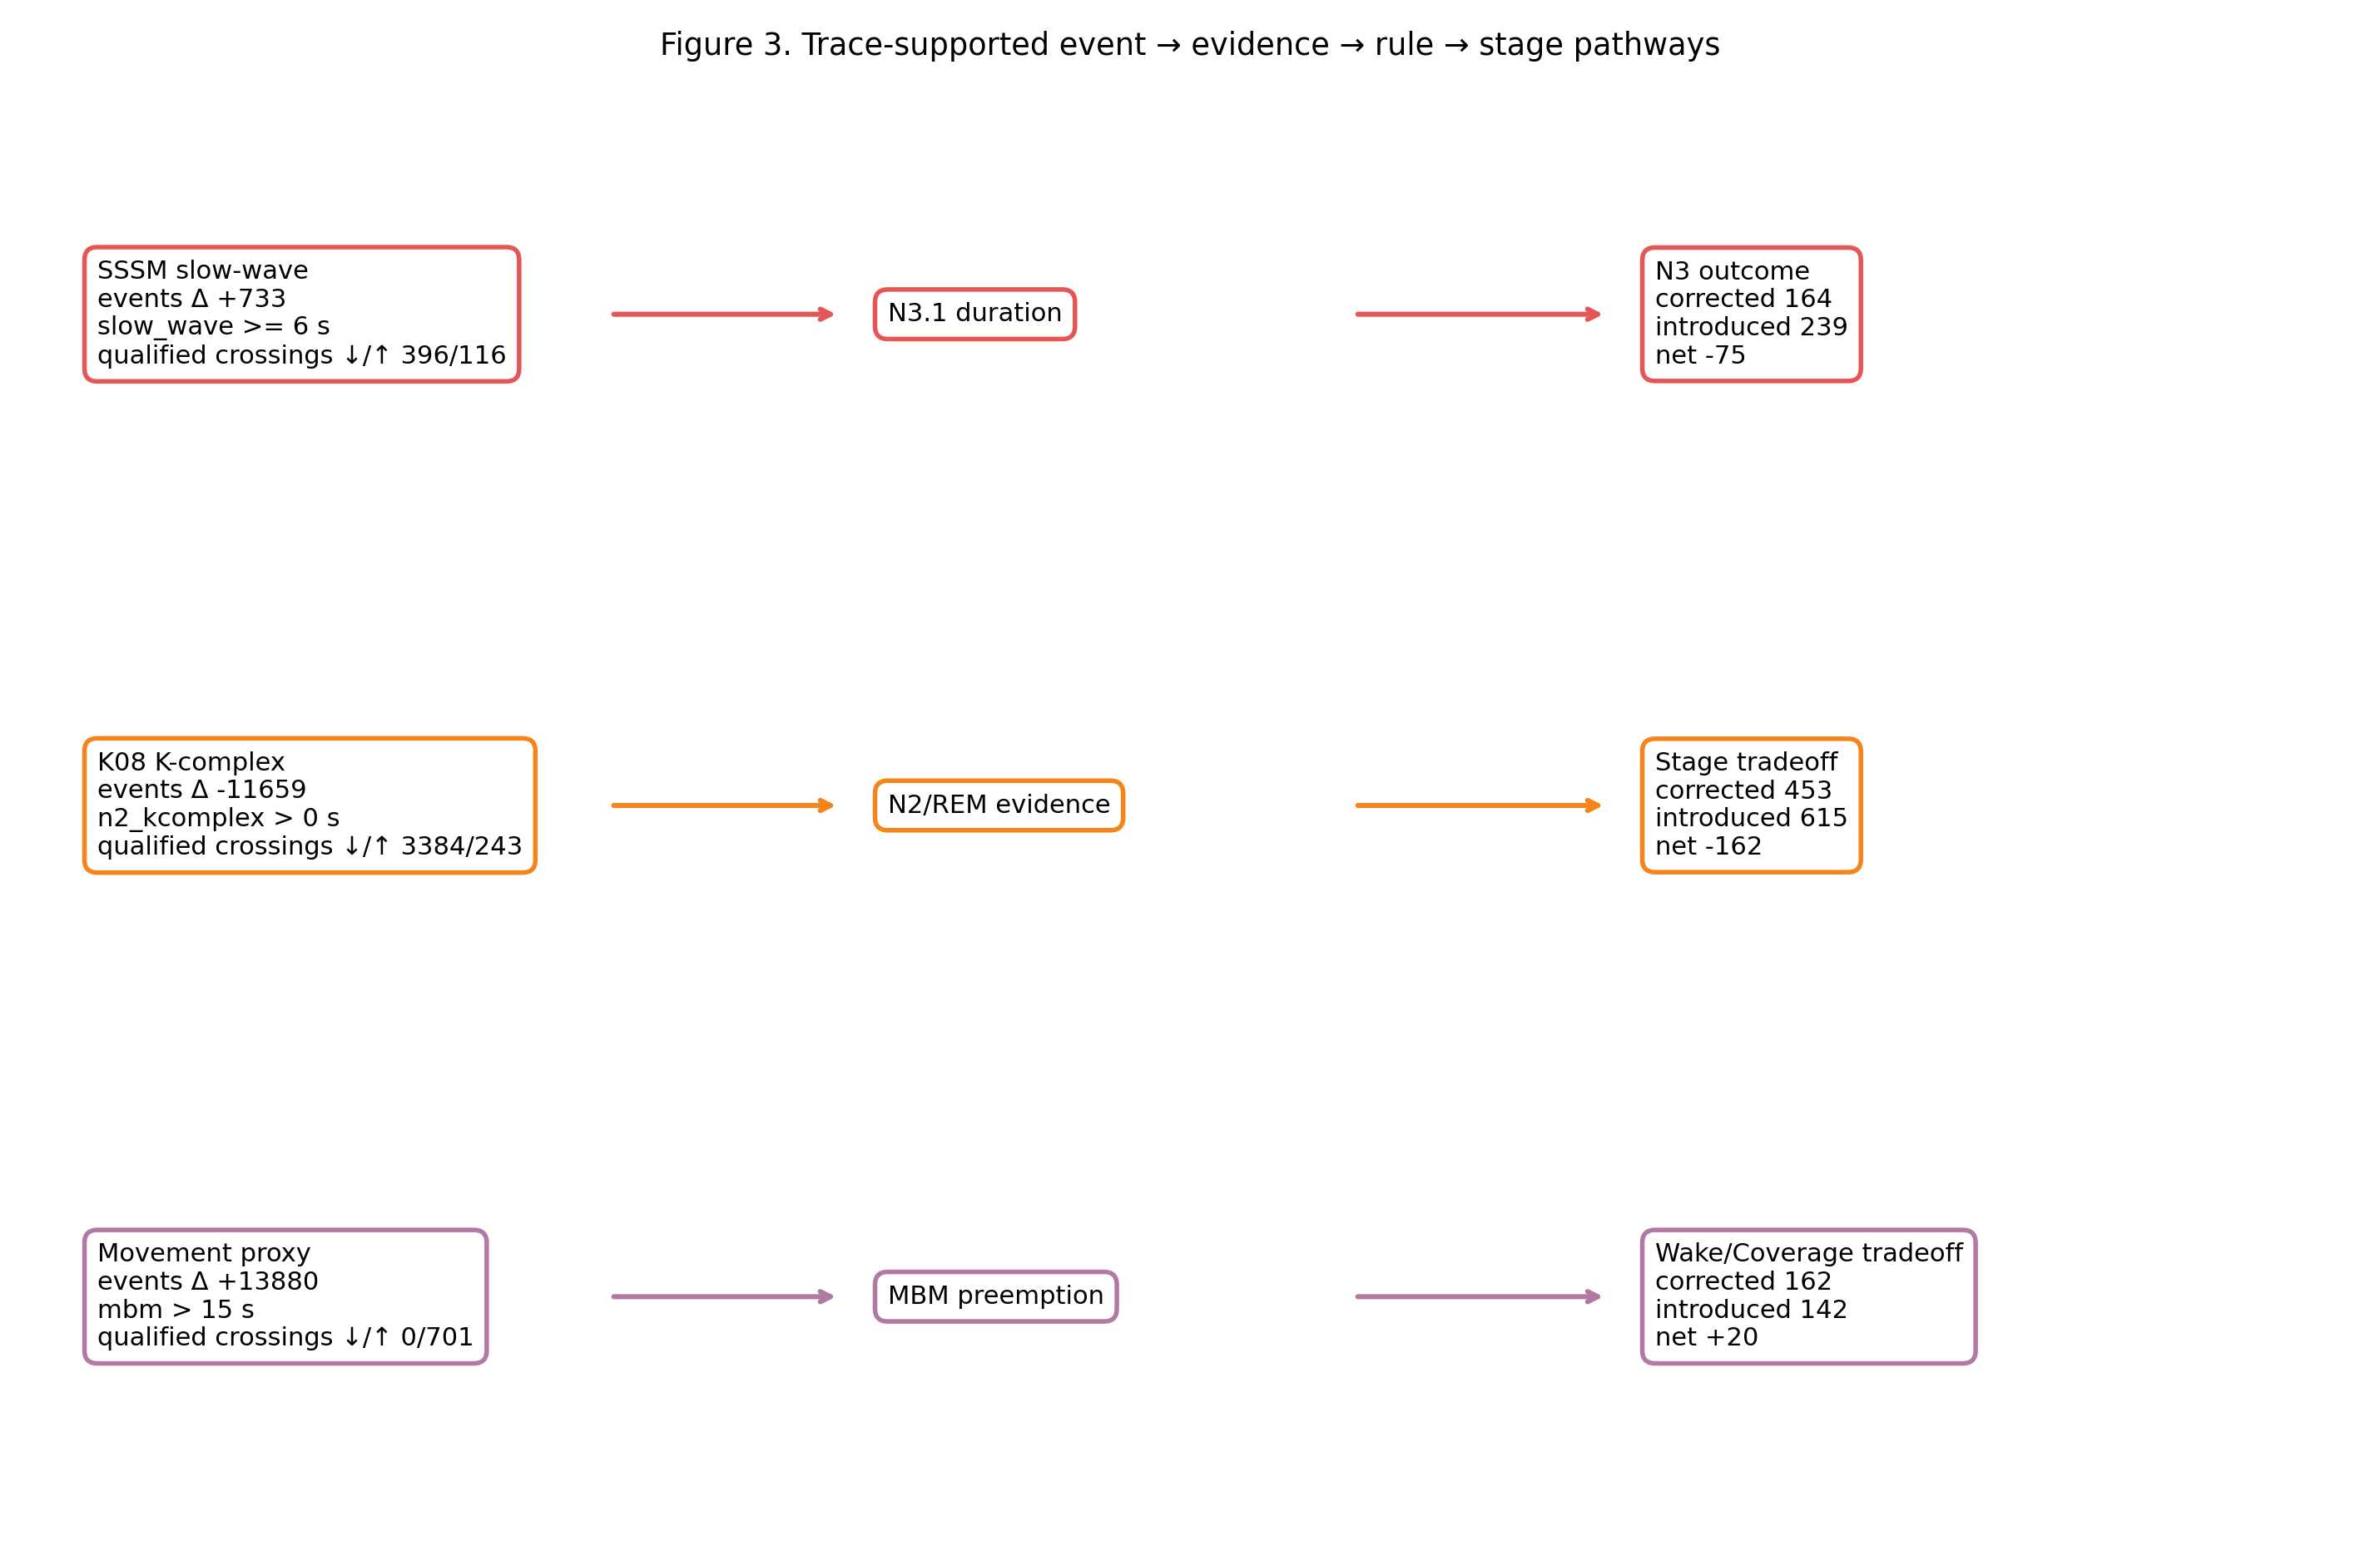 Figure 3. Trace-supported event → evidence → rule → stage pathways
SSSM slow-wave
events Δ +733
slow_wave >= 6 s
qualified crossings ↓/↑ 396/116
N3.1 duration
N3 outcome
corrected 164
introduced 239
net -75
K08 K-complex
events Δ -11659
n2_kcomplex > 0 s
qualified crossings ↓/↑ 3384/243
N2/REM evidence
Stage tradeoff
corrected 453
introduced 615
net -162
Movement proxy
events Δ +13880
mbm > 15 s
qualified crossings ↓/↑ 0/701
MBM preemption
Wake/Coverage tradeoff
corrected 162
introduced 142
net +20